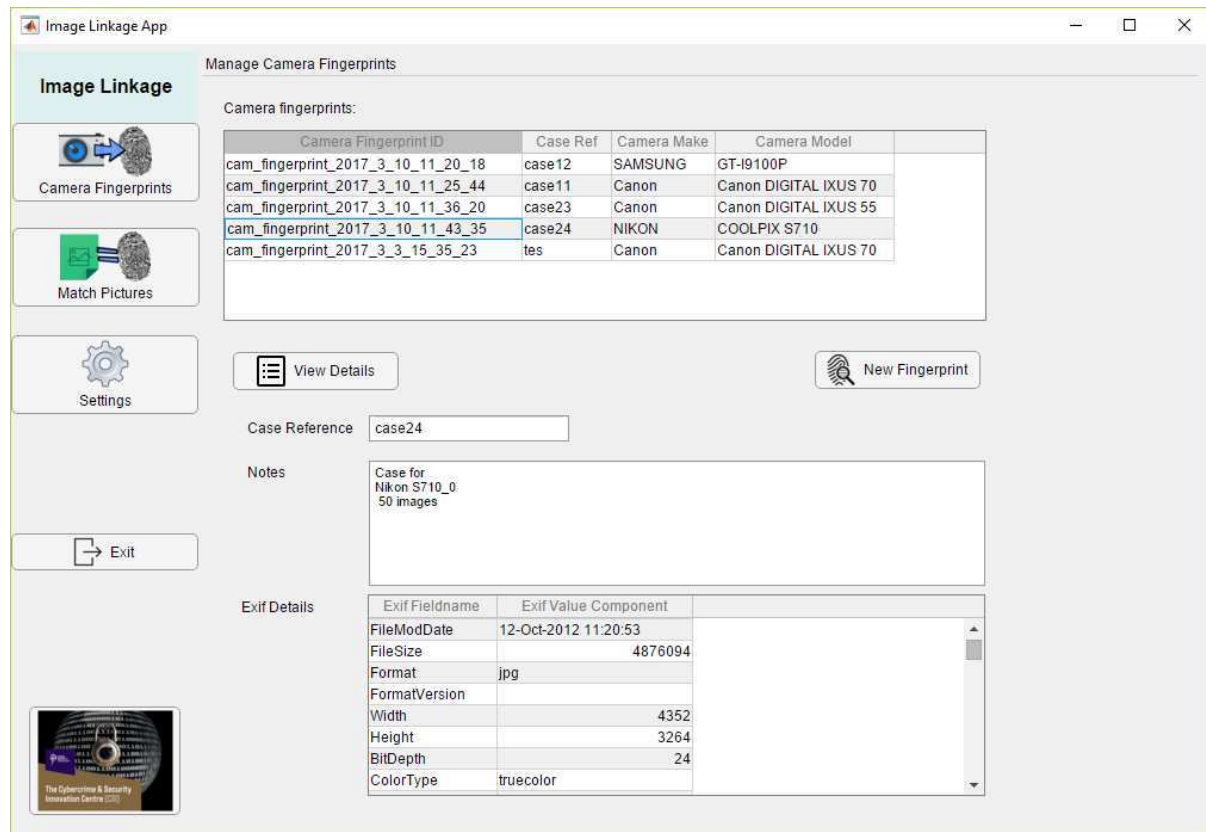 Image Linkage App
Image Linkage
Camera Fingerprints
Match Pictures
Settings
Exit
The Cybercrime & Security
Innovation Centre (CSI)
Manage Camera Fingerprints
Camera fingerprints:
Camera Fingerprint ID Case Ref Camera Make Camera Model
cam_fingerprint_2017_3_10_11_20_18 case12 SAMSUNG GT-I9100P
cam_fingerprint_2017_3_10_11_25_44 case11 Canon Canon DIGITAL IXUS 70
cam_fingerprint_2017_3_10_11_36_20 case23 Canon Canon DIGITAL IXUS 55
cam_fingerprint_2017_3_10_11_43_35 case24 NIKON COOLPIX S710
cam_fingerprint_2017_3_3_15_35_23 tes Canon Canon DIGITAL IXUS 70
View Details New Fingerprint
Case Reference case24
Notes
Case for
Nikon S710_0
50 images
Exif Details
Exif Fieldname Exif Value Component
FileModDate 12-Oct-2012 11:20:53
FileSize 4876094
Format jpg
FormatVersion
Width 4352
Height 3264
BitDepth 24
ColorType truecolor